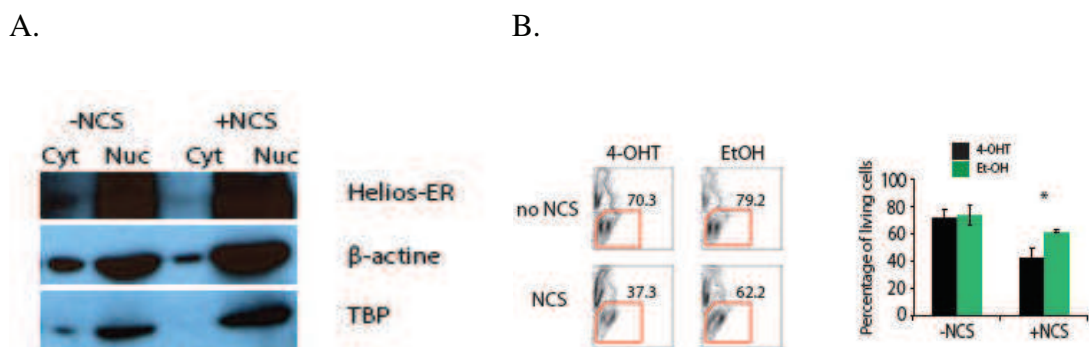 A.
B.
-NCS +NCS
Cyt Nuc Cyt Nuc
Helios-ER
β-actine
TBP
4-OHT EtOH
no NCS 70.3 79.2
NCS 37.3 62.2
4-OHT
Et-OH
Percentage of living cells
100
80
60
40
20
0
*
-NCS +NCS